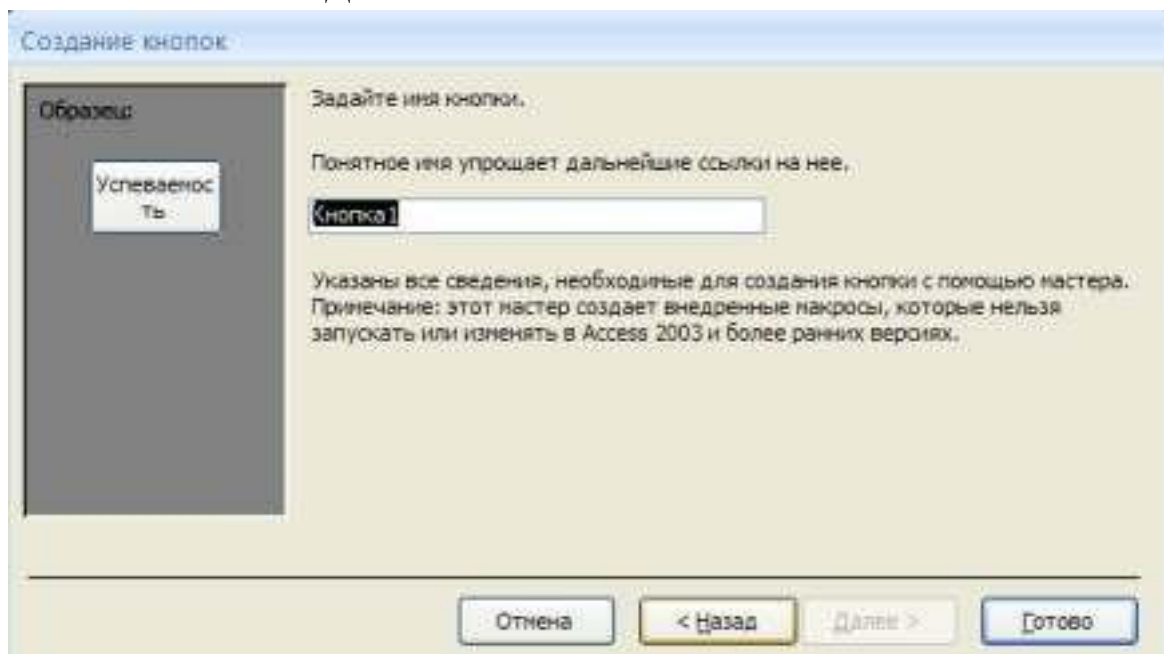 Создание кнопок
Образец:
Успеваемос
ть
Задайте имя кнопки.
Понятное имя упрощает дальнейшие ссылки на нее.
Кнопка1
Указаны все сведения, необходимые для создания кнопки с помощью мастера.
Примечание: этот мастер создает внедренные макросы, которые нельзя
запускать или изменять в Access 2003 и более ранних версиях.
Отмена
< Назад
Далее >
Готово